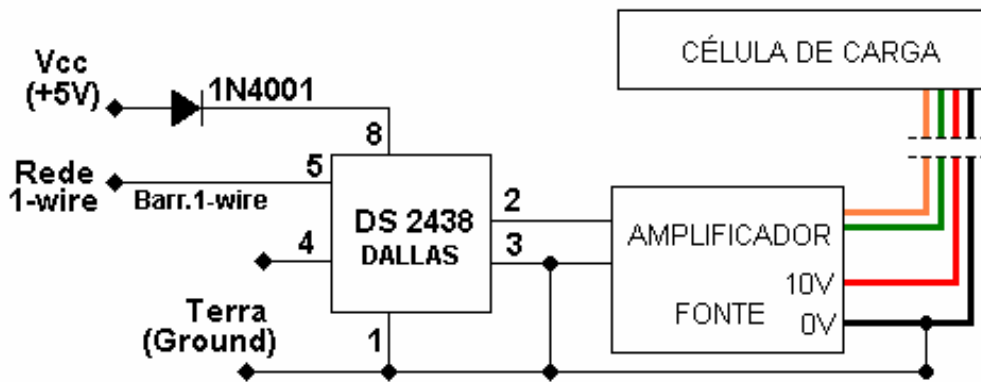 CÉLULA DE CARGA
Vcc
(+5V)
1N4001
8
Rede
1-wire
5
Barr.1-wire
DS 2438
DALLAS
2
3
4
AMPLIFICADOR
10V
FONTE
0V
Terra
(Ground)
1